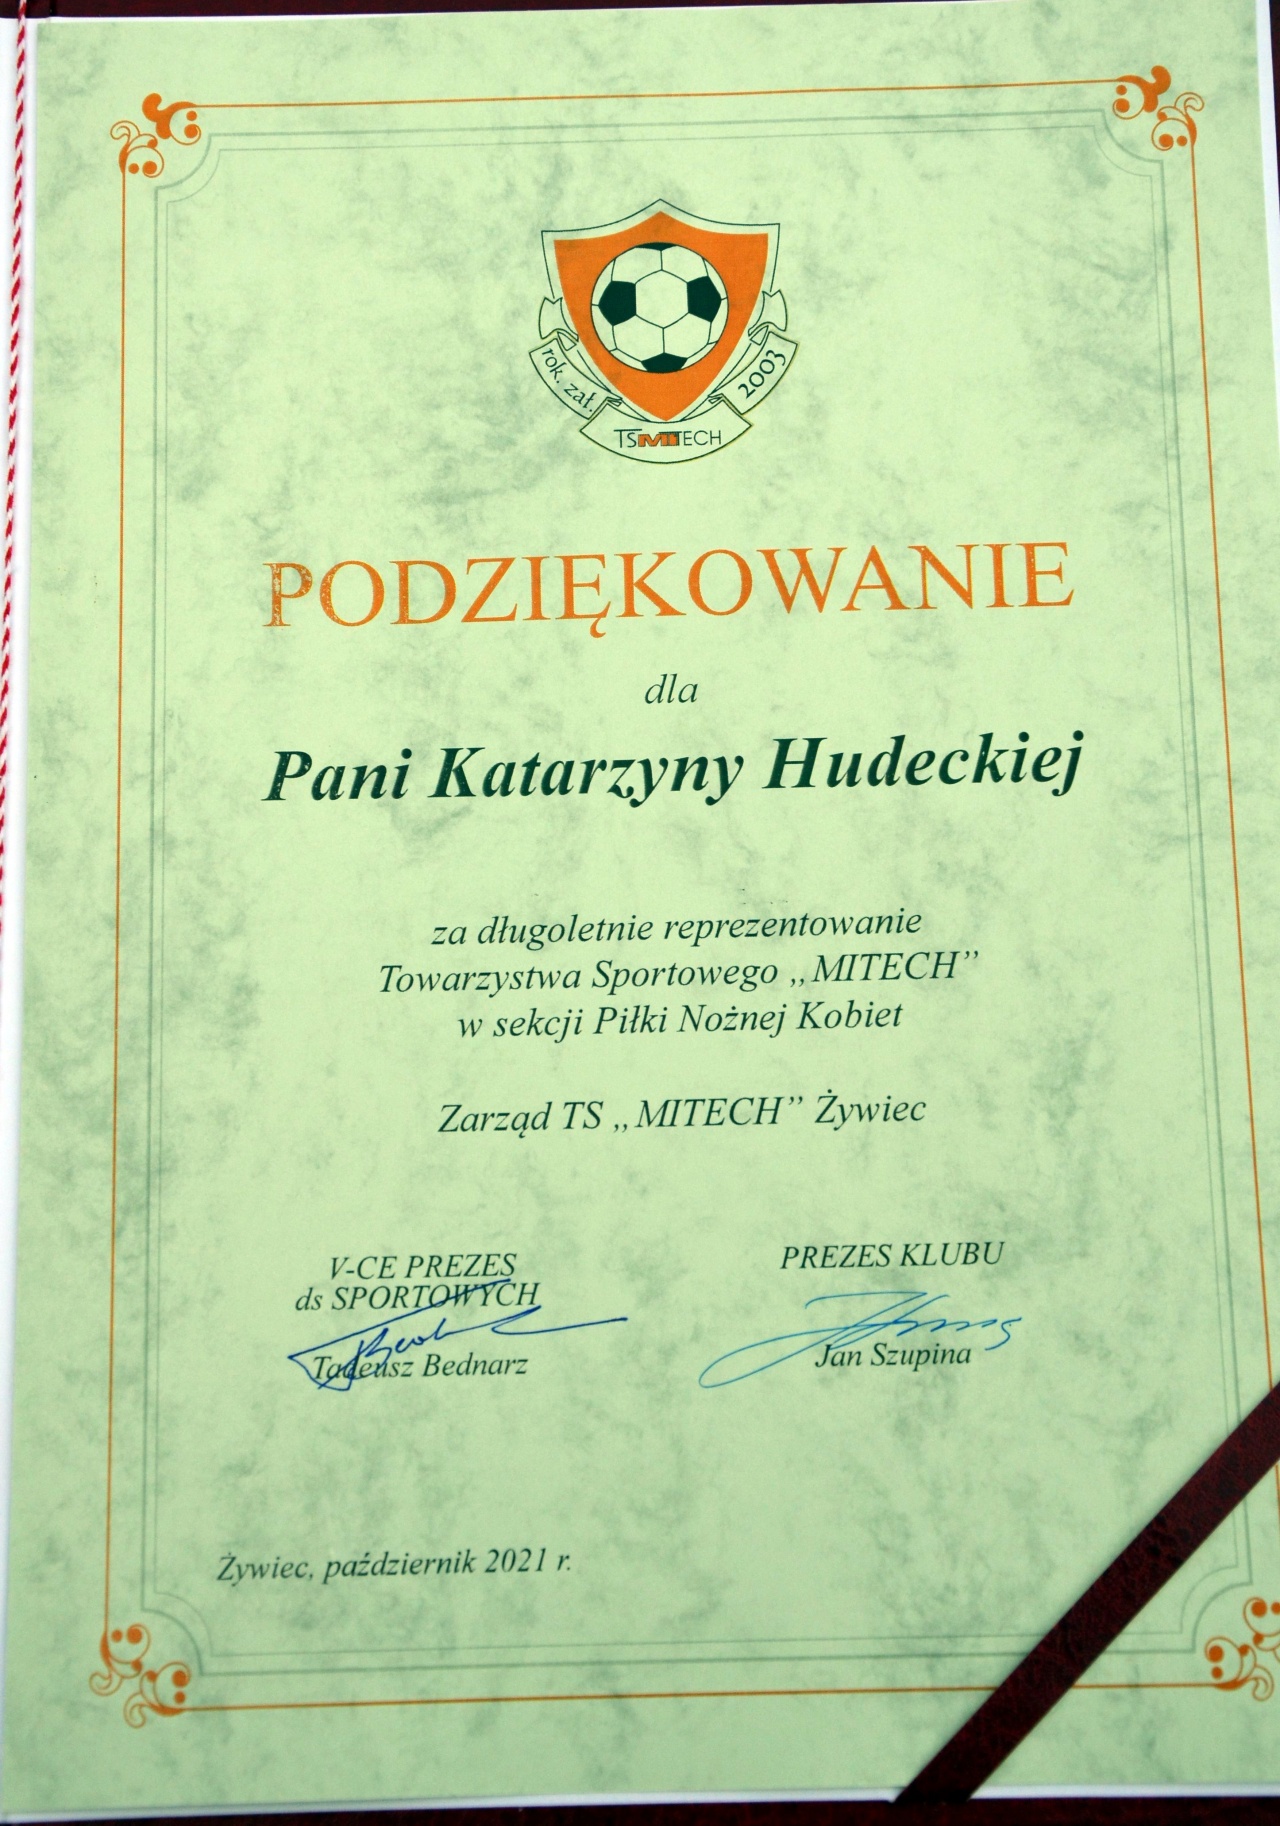 rok. zał. 2003
TSMITECH
PODZIĘKOWANIE
dla
Pani Katarzyny Hudeckiej
za długoletnie reprezentowanie
Towarzystwa Sportowego „MITECH”
w sekcji Piłki Nożnej Kobiet
Zarząd TS „MITECH” Żywiec
V-CE PREZES
ds SPORTOWYCH
Tadeusz Bednarz
PREZES KLUBU
Jan Szupina
Żywiec, październik 2021 r.